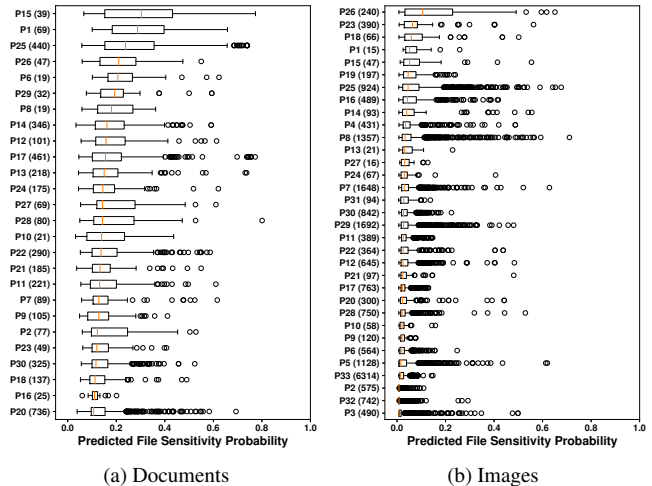 P15 (39)
P1 (69)
P25 (440)
P26 (47)
P6 (19)
P29 (32)
P8 (19)
P14 (346)
P12 (101)
P17 (461)
P13 (218)
P24 (175)
P27 (69)
P28 (80)
P10 (21)
P22 (290)
P21 (185)
P11 (221)
P7 (89)
P9 (105)
P2 (77)
P23 (49)
P30 (325)
P18 (137)
P16 (25)
P20 (736)
0.0 0.2 0.4 0.6 0.8 1.0
Predicted File Sensitivity Probability
(a) Documents
P26 (240)
P23 (390)
P18 (66)
P1 (15)
P15 (47)
P19 (197)
P25 (924)
P16 (489)
P14 (93)
P4 (431)
P8 (1357)
P13 (21)
P27 (16)
P24 (67)
P7 (1648)
P31 (94)
P30 (842)
P29 (1692)
P11 (389)
P22 (364)
P12 (645)
P21 (97)
P17 (763)
P20 (300)
P28 (750)
P10 (58)
P9 (120)
P6 (564)
P5 (1128)
P33 (6314)
P2 (575)
P32 (742)
P3 (490)
0.0 0.2 0.4 0.6 0.8 1.0
Predicted File Sensitivity Probability
(b) Images